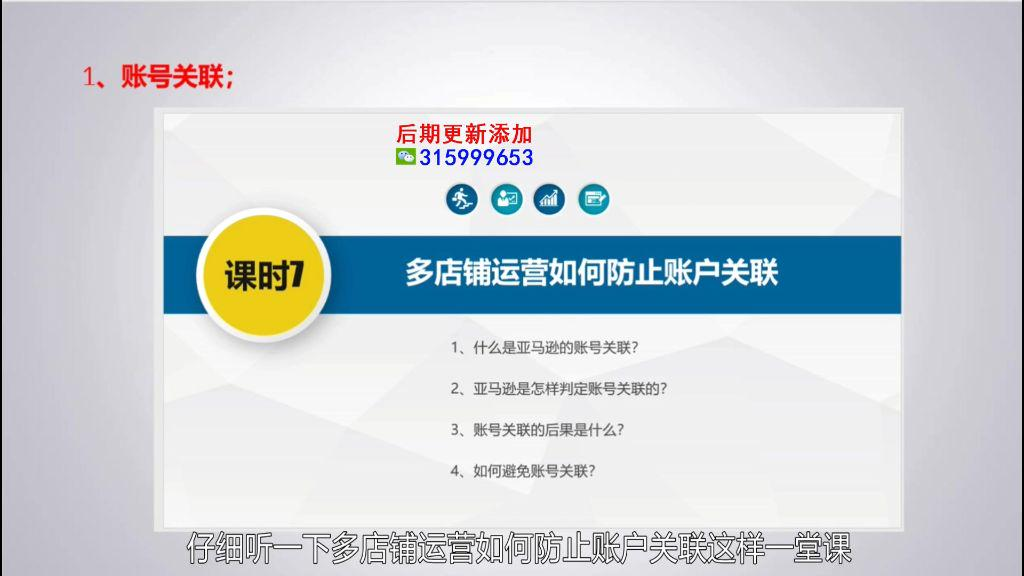 1、账号关联；
后期更新添加
315999653
课时7
多店铺运营如何防止账户关联
1、什么是亚马逊的账号关联？
2、亚马逊是怎样判定账号关联的？
3、账号关联的后果是什么？
4、如何避免账号关联？
仔细听一下多店铺运营如何防止账户关联这样一堂课